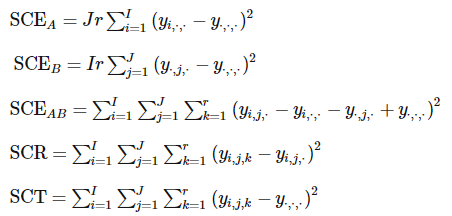 SCE_A = Jr ∑_{i=1}^{I} (y_{i,·,·} − y_{·,·,·})^2
SCE_B = Ir ∑_{j=1}^{J} (y_{·,j,·} − y_{·,·,·})^2
SCE_{AB} = ∑_{i=1}^{I} ∑_{j=1}^{J} ∑_{k=1}^{r} (y_{i,j,·} − y_{i,·,·} − y_{·,j,·} + y_{·,·,·})^2
SCR = ∑_{i=1}^{I} ∑_{j=1}^{J} ∑_{k=1}^{r} (y_{i,j,k} − y_{i,j,·})^2
SCT = ∑_{i=1}^{I} ∑_{j=1}^{J} ∑_{k=1}^{r} (y_{i,j,k} − y_{·,·,·})^2